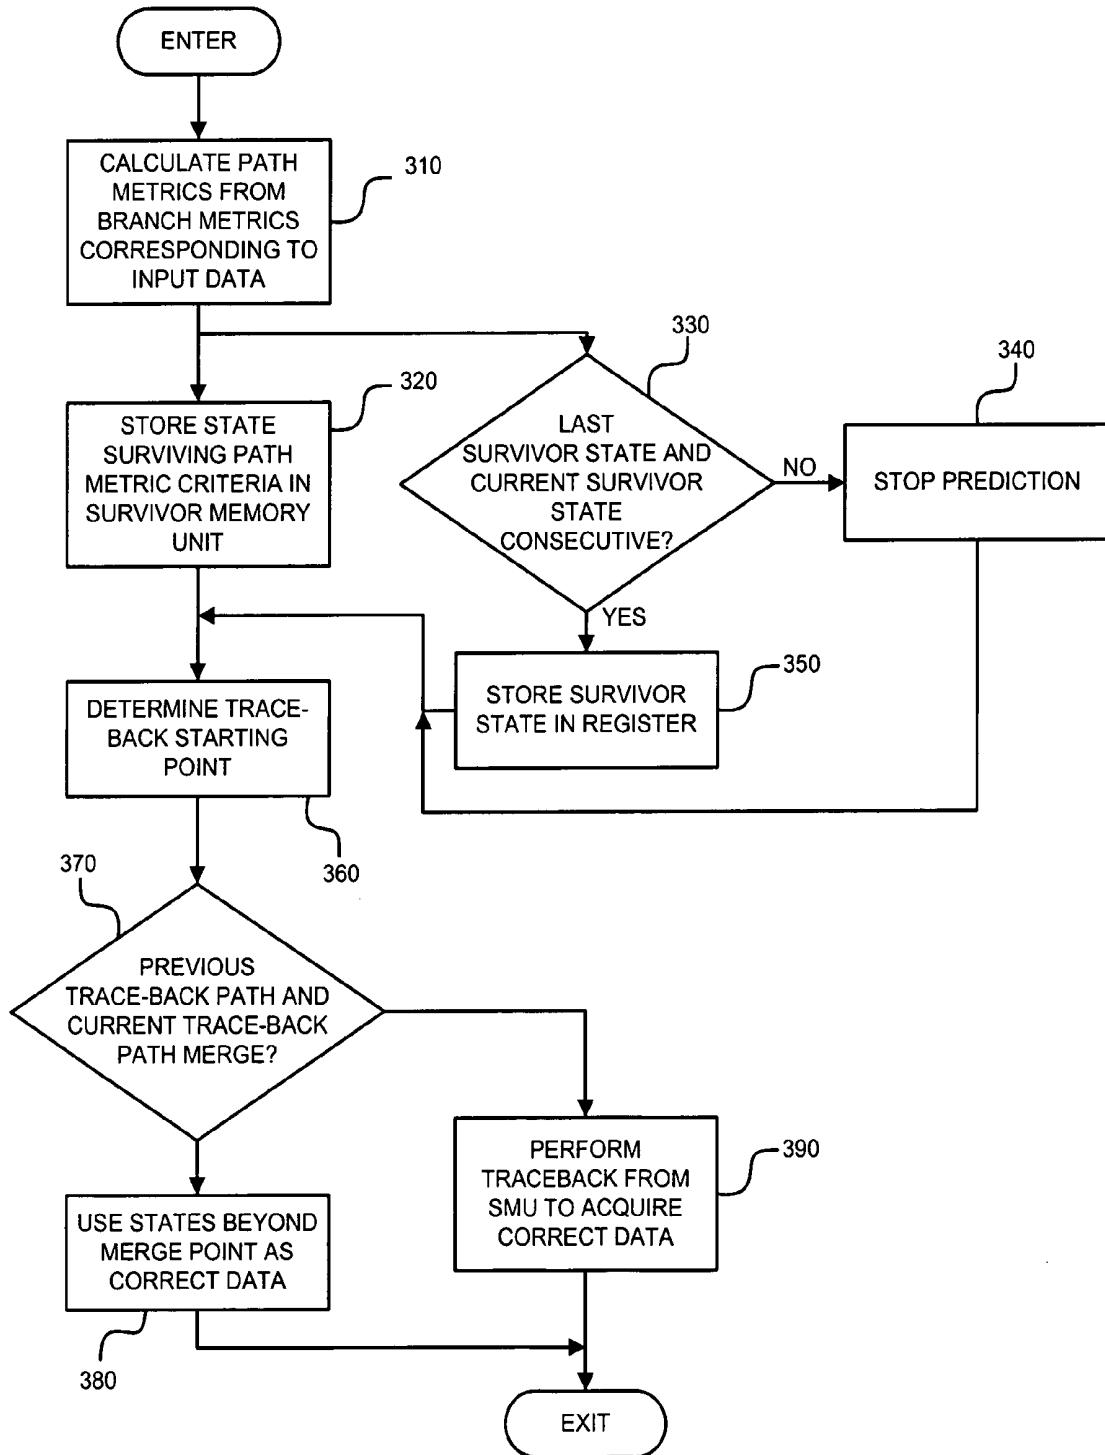 ENTER
CALCULATE PATH
METRICS FROM
BRANCH METRICS
CORRESPONDING TO
INPUT DATA
310
320
STORE STATE
SURVIVING PATH
METRIC CRITERIA IN
SURVIVOR MEMORY
UNIT
330
LAST
SURVIVOR STATE AND
CURRENT SURVIVOR
STATE
CONSECUTIVE?
NO
340
STOP PREDICTION
YES
350
STORE SURVIVOR
STATE IN REGISTER
DETERMINE TRACE-
BACK STARTING
POINT
360
370
PREVIOUS
TRACE-BACK PATH AND
CURRENT TRACE-BACK
PATH MERGE?
390
PERFORM
TRACEBACK FROM
SMU TO ACQUIRE
CORRECT DATA
USE STATES BEYOND
MERGE POINT AS
CORRECT DATA
380
EXIT